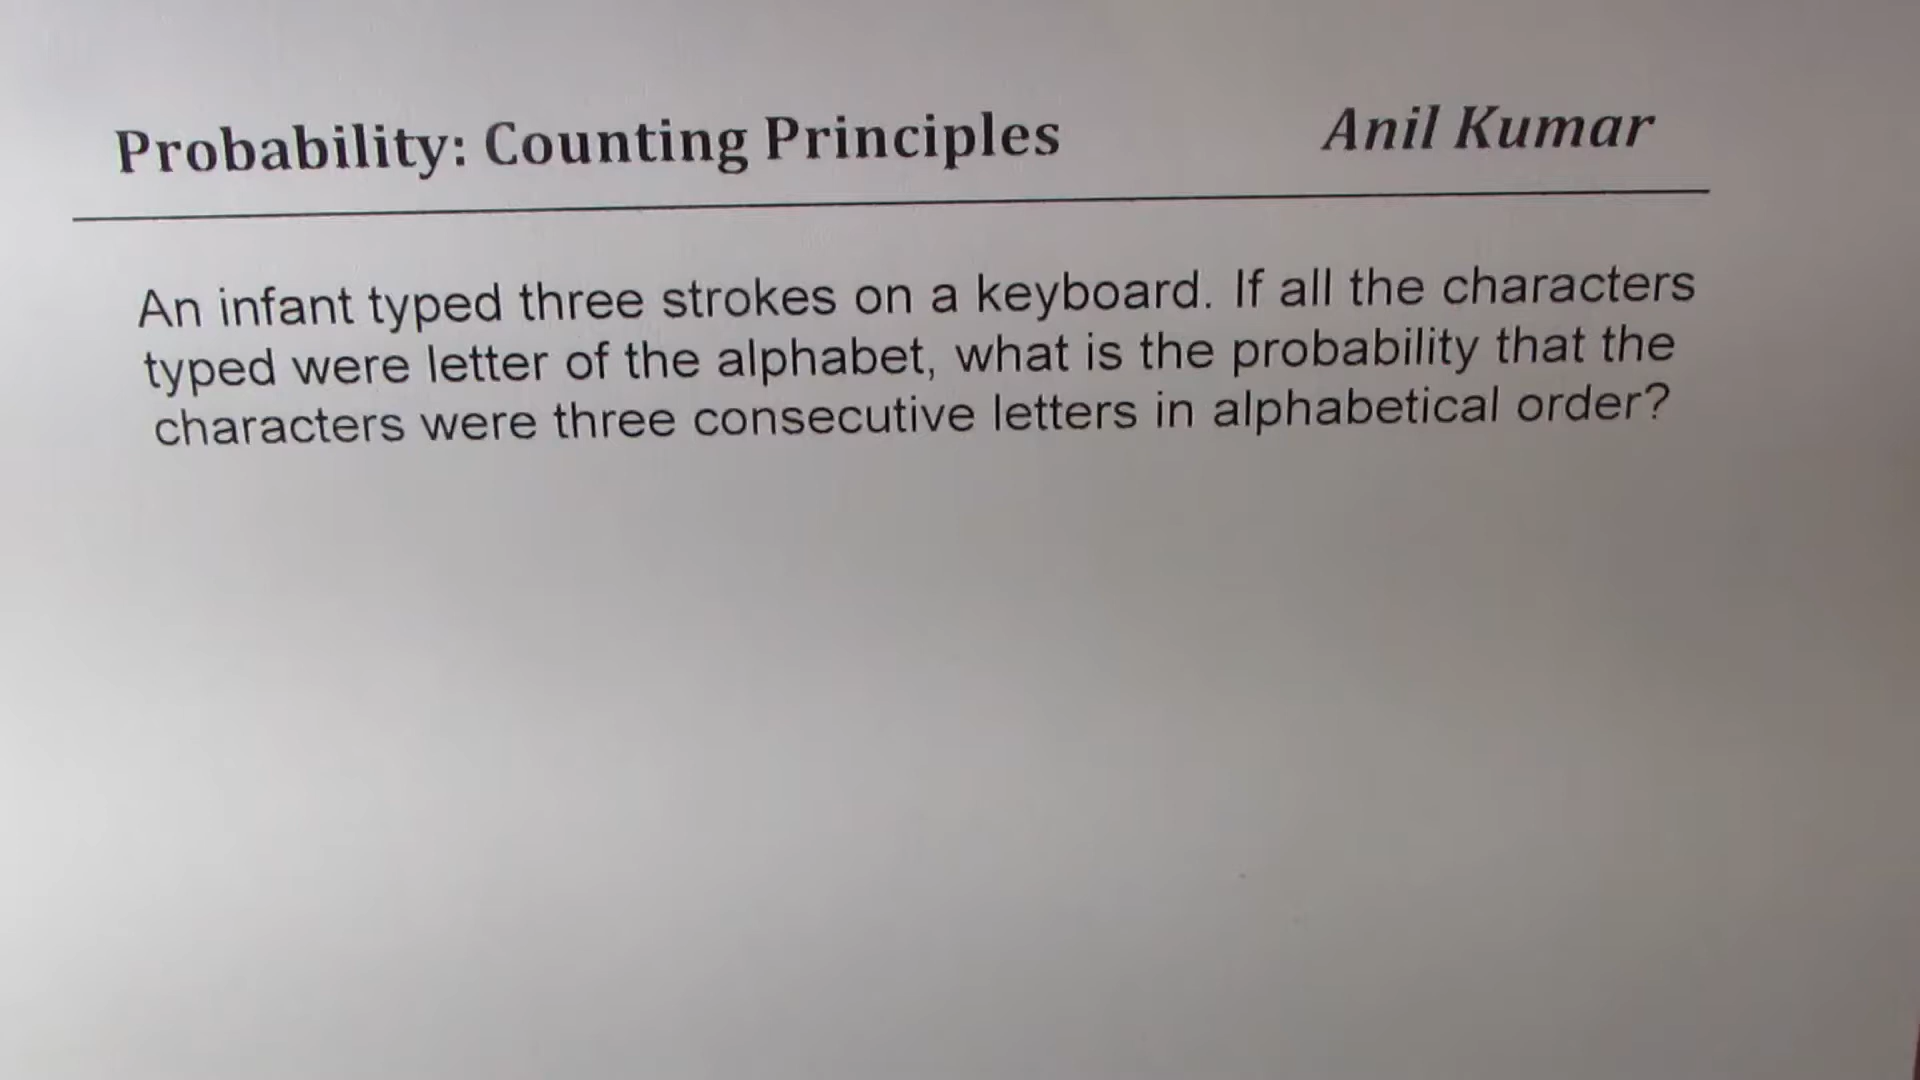 Probability: Counting Principles Anil Kumar
An infant typed three strokes on a keyboard. If all the characters
typed were letter of the alphabet, what is the probability that the
characters were three consecutive letters in alphabetical order?